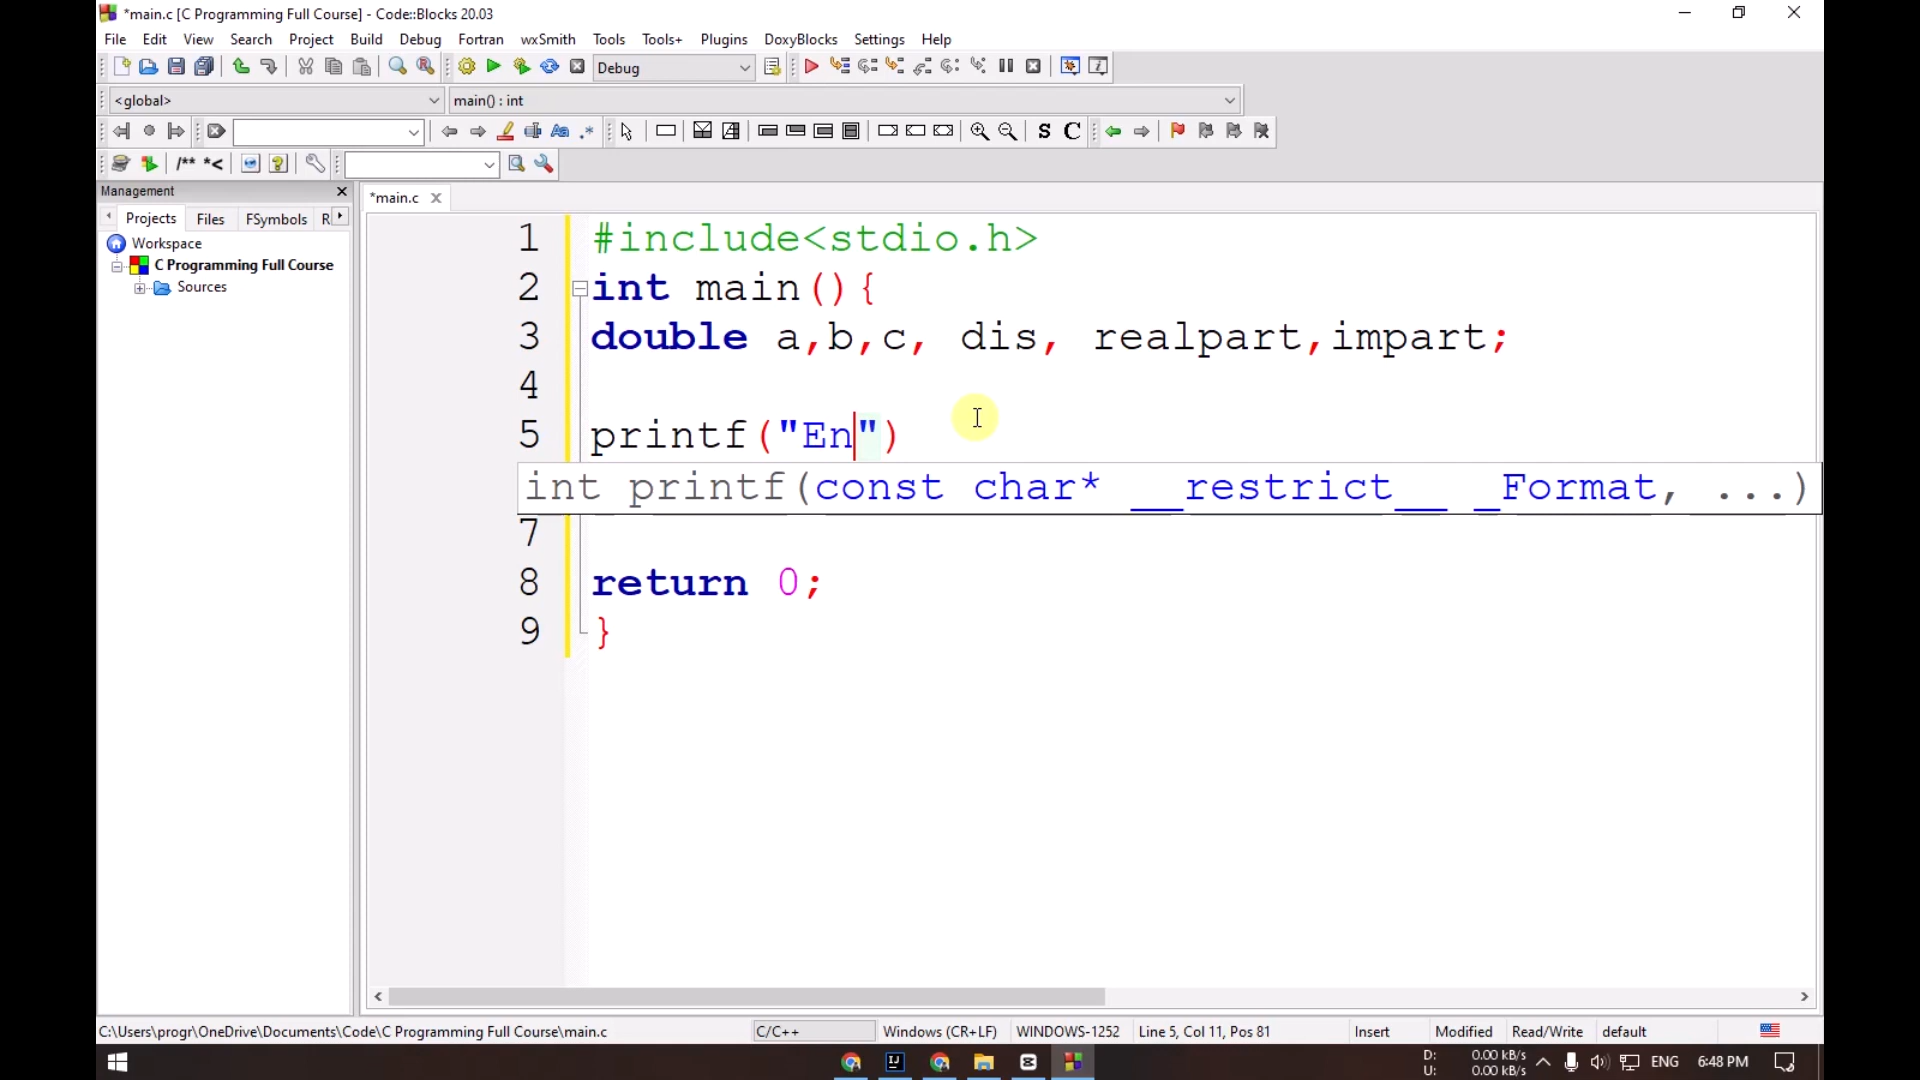 *main.c [C Programming Full Course] - Code::Blocks 20.03
File Edit View Search Project Build Debug Fortran wxSmith Tools Tools+ Plugins DoxyBlocks Settings Help
Debug
<global> main() : int
S C
/** *<
Management
Projects Files FSymbols R
*main.c
Workspace
C Programming Full Course
Sources
1 #include<stdio.h>
2 int main(){
3 double a,b,c, dis, realpart,impart;
4
5 printf("En")
int printf(const char* __restrict__ _Format, ...)
7
8 return 0;
9 }
C:\Users\progr\OneDrive\Documents\Code\C Programming Full Course\main.c C/C++ Windows (CR+LF) WINDOWS-1252 Line 5, Col 11, Pos 81 Insert Modified Read/Write default
D: 0.00 kB/s
U: 0.00 kB/s
ENG 6:48 PM